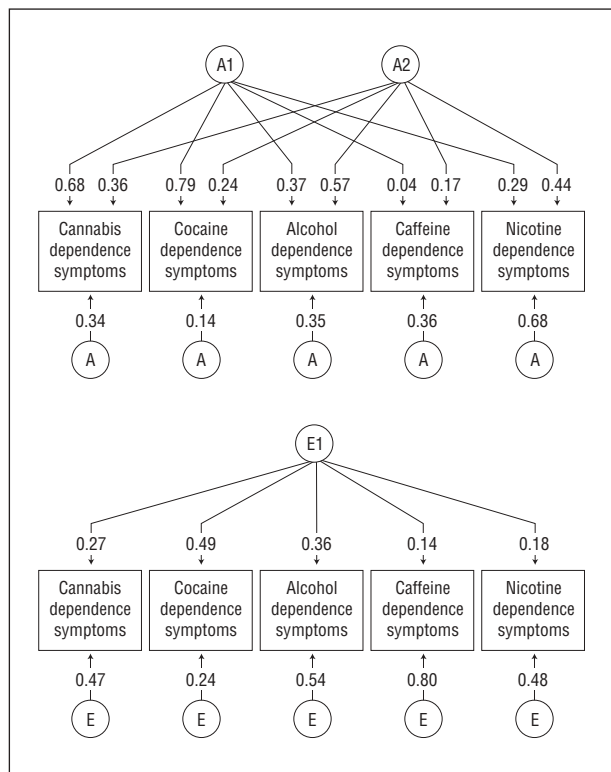 A1 A2
0.68 0.36 0.79 0.24 0.37 0.57 0.04 0.17 0.29 0.44
Cannabis dependence symptoms
Cocaine dependence symptoms
Alcohol dependence symptoms
Caffeine dependence symptoms
Nicotine dependence symptoms
0.34 0.14 0.35 0.36 0.68
A A A A A
E1
0.27 0.49 0.36 0.14 0.18
Cannabis dependence symptoms
Cocaine dependence symptoms
Alcohol dependence symptoms
Caffeine dependence symptoms
Nicotine dependence symptoms
0.47 0.24 0.54 0.80 0.48
E E E E E